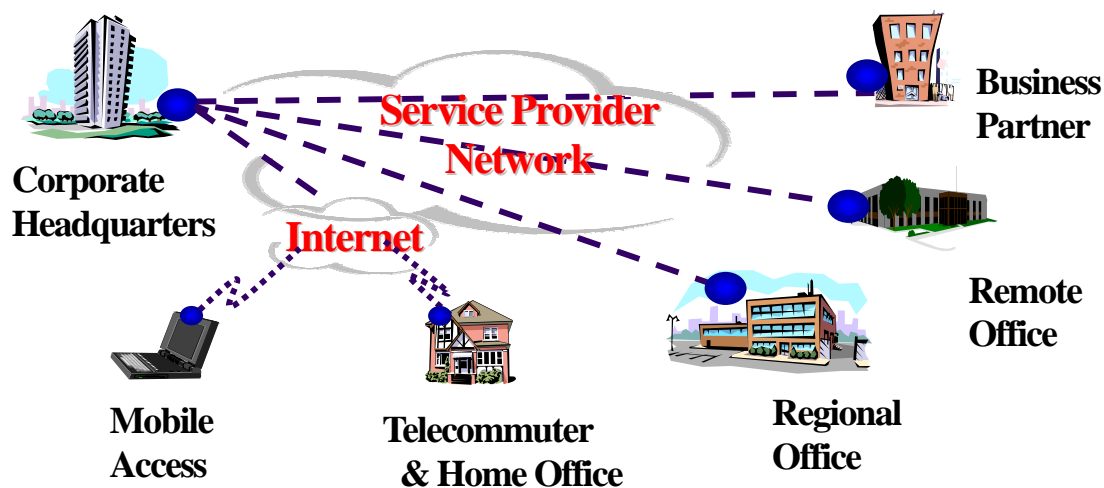 Service Provider
Network
Business
Partner
Corporate
Headquarters
Internet
Remote
Office
Mobile
Access
Telecommuter
& Home Office
Regional
Office